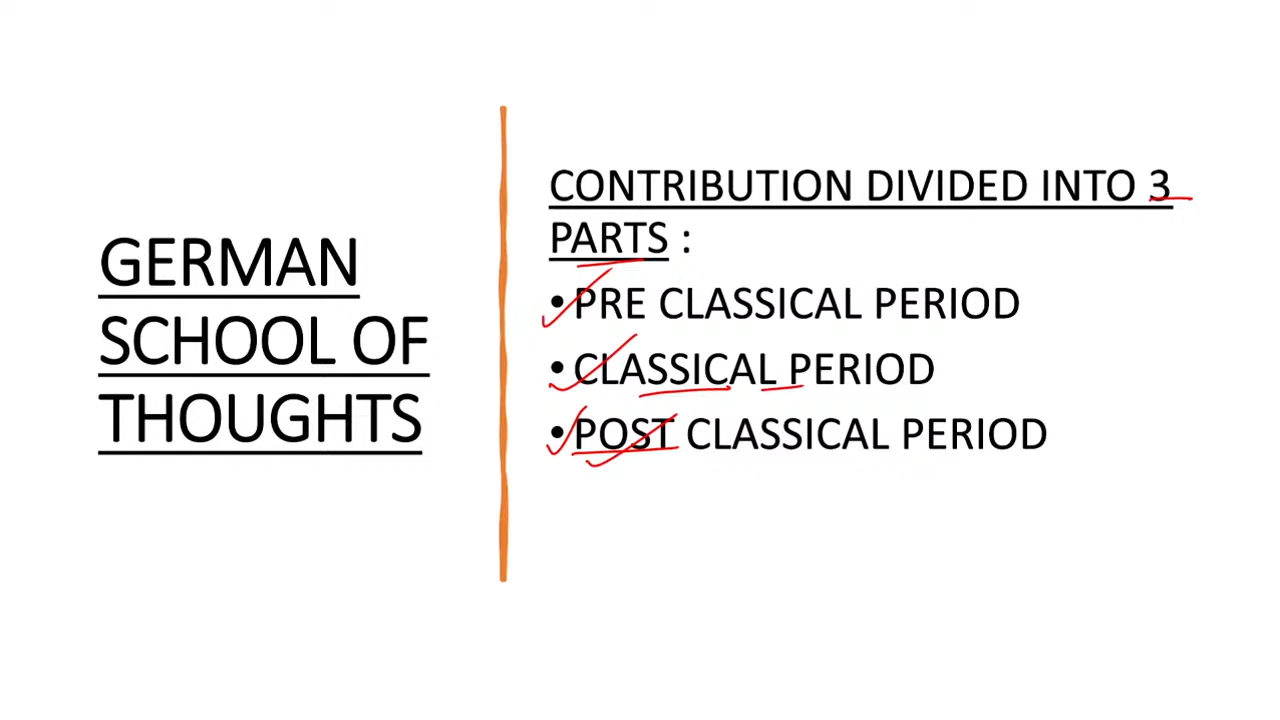 GERMAN
SCHOOL OF
THOUGHTS
CONTRIBUTION DIVIDED INTO 3
PARTS :
•PRE CLASSICAL PERIOD
•CLASSICAL PERIOD
•POST CLASSICAL PERIOD